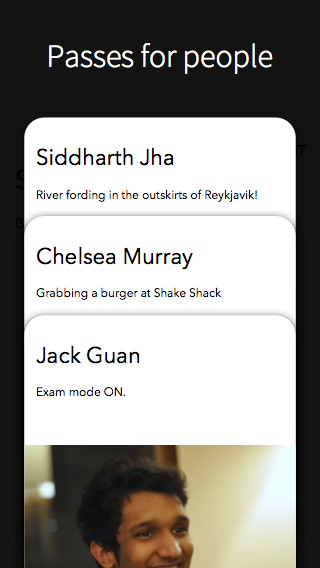 Passes for people
Siddharth Jha
River fording in the outskirts of Reykjavik!
Chelsea Murray
Grabbing a burger at Shake Shack
Jack Guan
Exam mode ON.